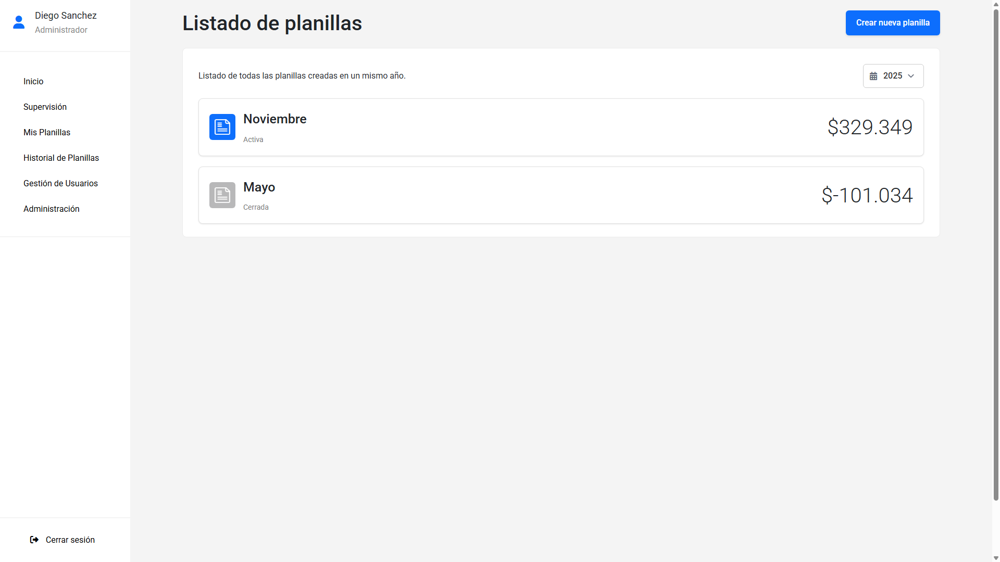 Diego Sanchez
Administrador
Inicio
Supervisión
Mis Planillas
Historial de Planillas
Gestión de Usuarios
Administración
Cerrar sesión
Listado de planillas
Crear nueva planilla
Listado de todas las planillas creadas en un mismo año.
2025
Noviembre
Activa
$329.349
Mayo
Cerrada
$-101.034